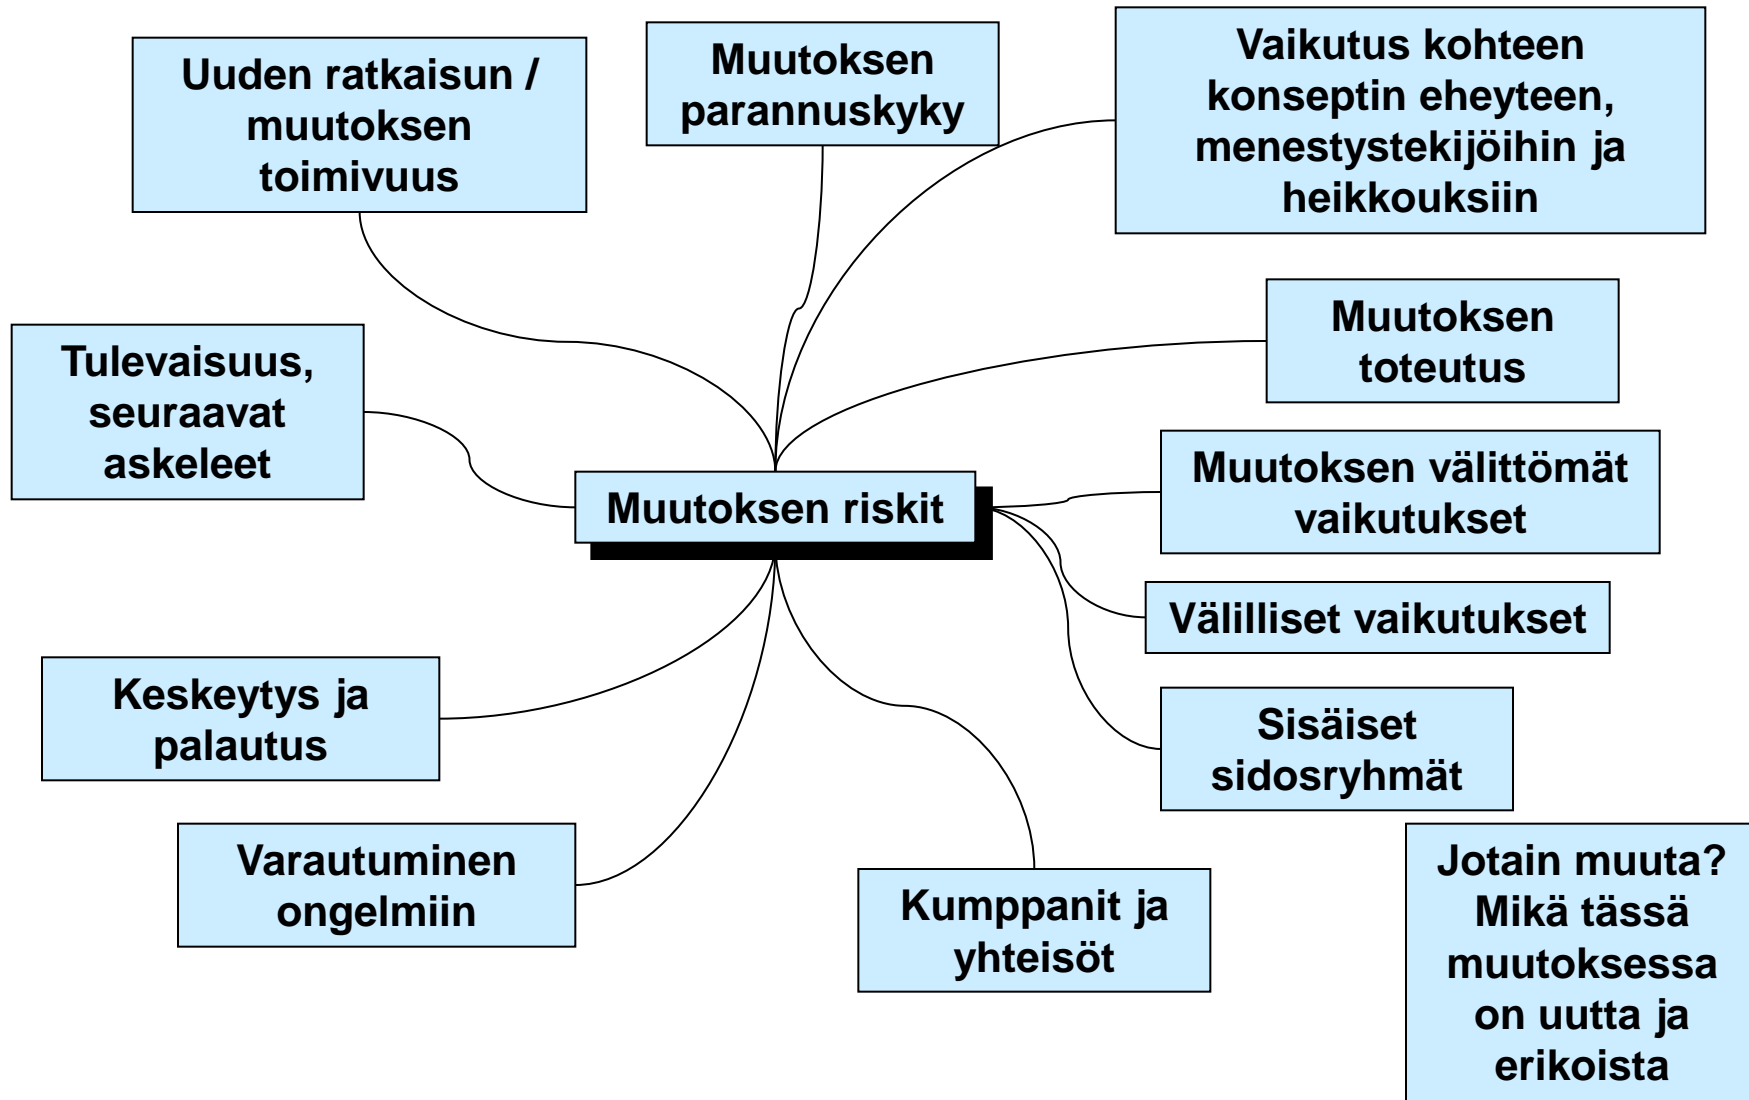 Uuden ratkaisun /
muutoksen
toimivuus
Muutoksen
parannuskyky
Vaikutus kohteen
konseptin eheyteen,
menestystekijöihin ja
heikkouksiin
Muutoksen
toteutus
Tulevaisuus,
seuraavat
askeleet
Muutoksen riskit
Muutoksen välittömät
vaikutukset
Välilliset vaikutukset
Keskeytys ja
palautus
Sisäiset
sidosryhmät
Varautuminen
ongelmiin
Kumppanit ja
yhteisöt
Jotain muuta?
Mikä tässä
muutoksessa
on uutta ja
erikoista